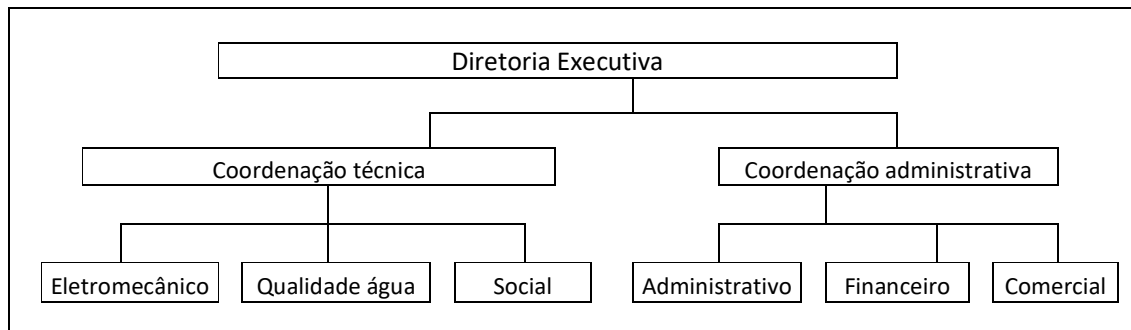 Diretoria Executiva
Coordenação técnica
Coordenação administrativa
Eletromecânico
Qualidade água
Social
Administrativo
Financeiro
Comercial